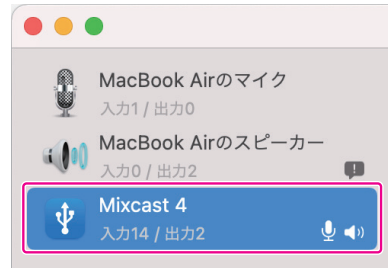 MacBook Airのマイク
入力1 / 出力0
MacBook Airのスピーカー
入力0 / 出力2
Mixcast 4
入力14 / 出力2